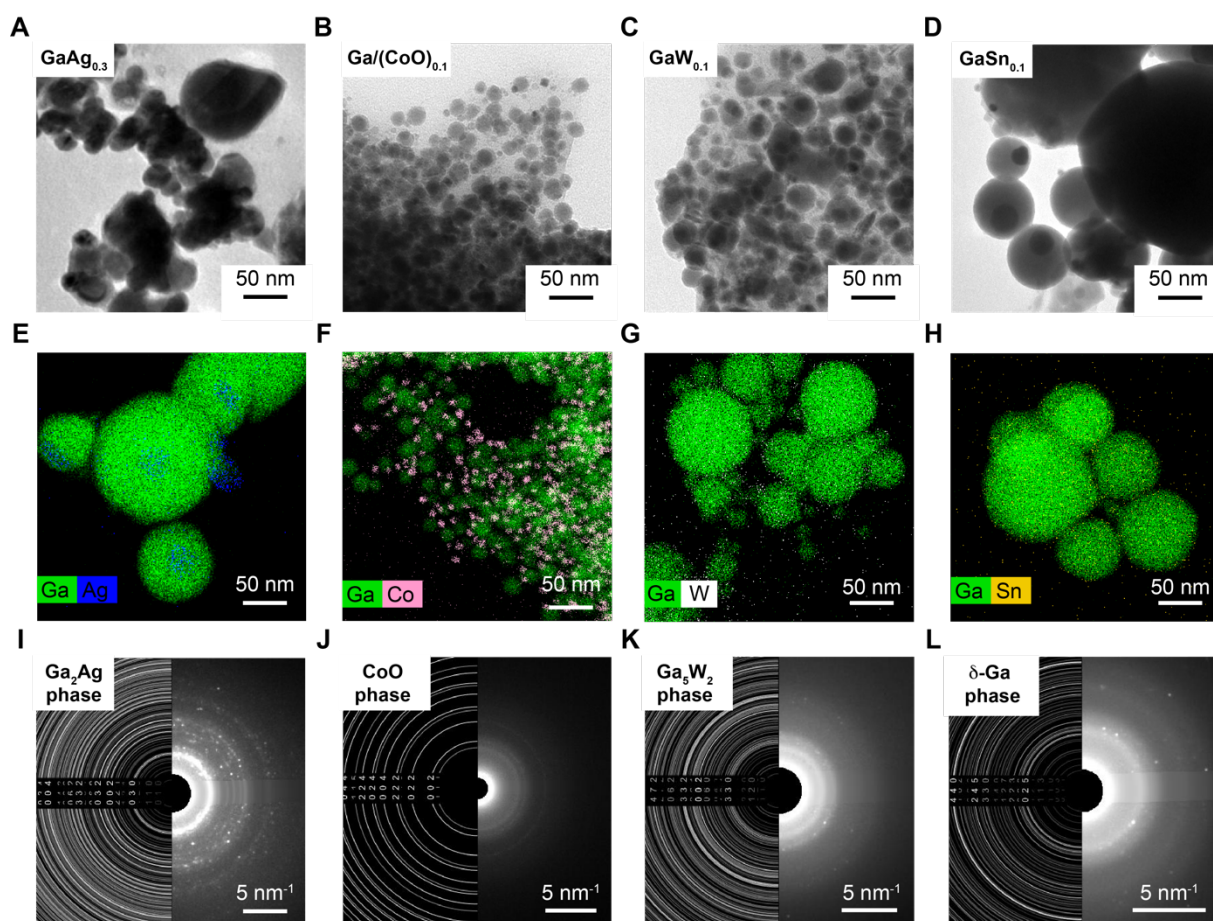 A
B
C
D
GaAg0.3
Ga/(CoO)0.1
GaW0.1
GaSn0.1
50 nm
50 nm
50 nm
50 nm
E
F
G
H
Ga Ag
50 nm
Ga Co
50 nm
Ga W
50 nm
Ga Sn
50 nm
I
J
K
L
Ga2Ag
phase
CoO
phase
Ga5W2
phase
δ-Ga
phase
5 nm-1
5 nm-1
5 nm-1
5 nm-1